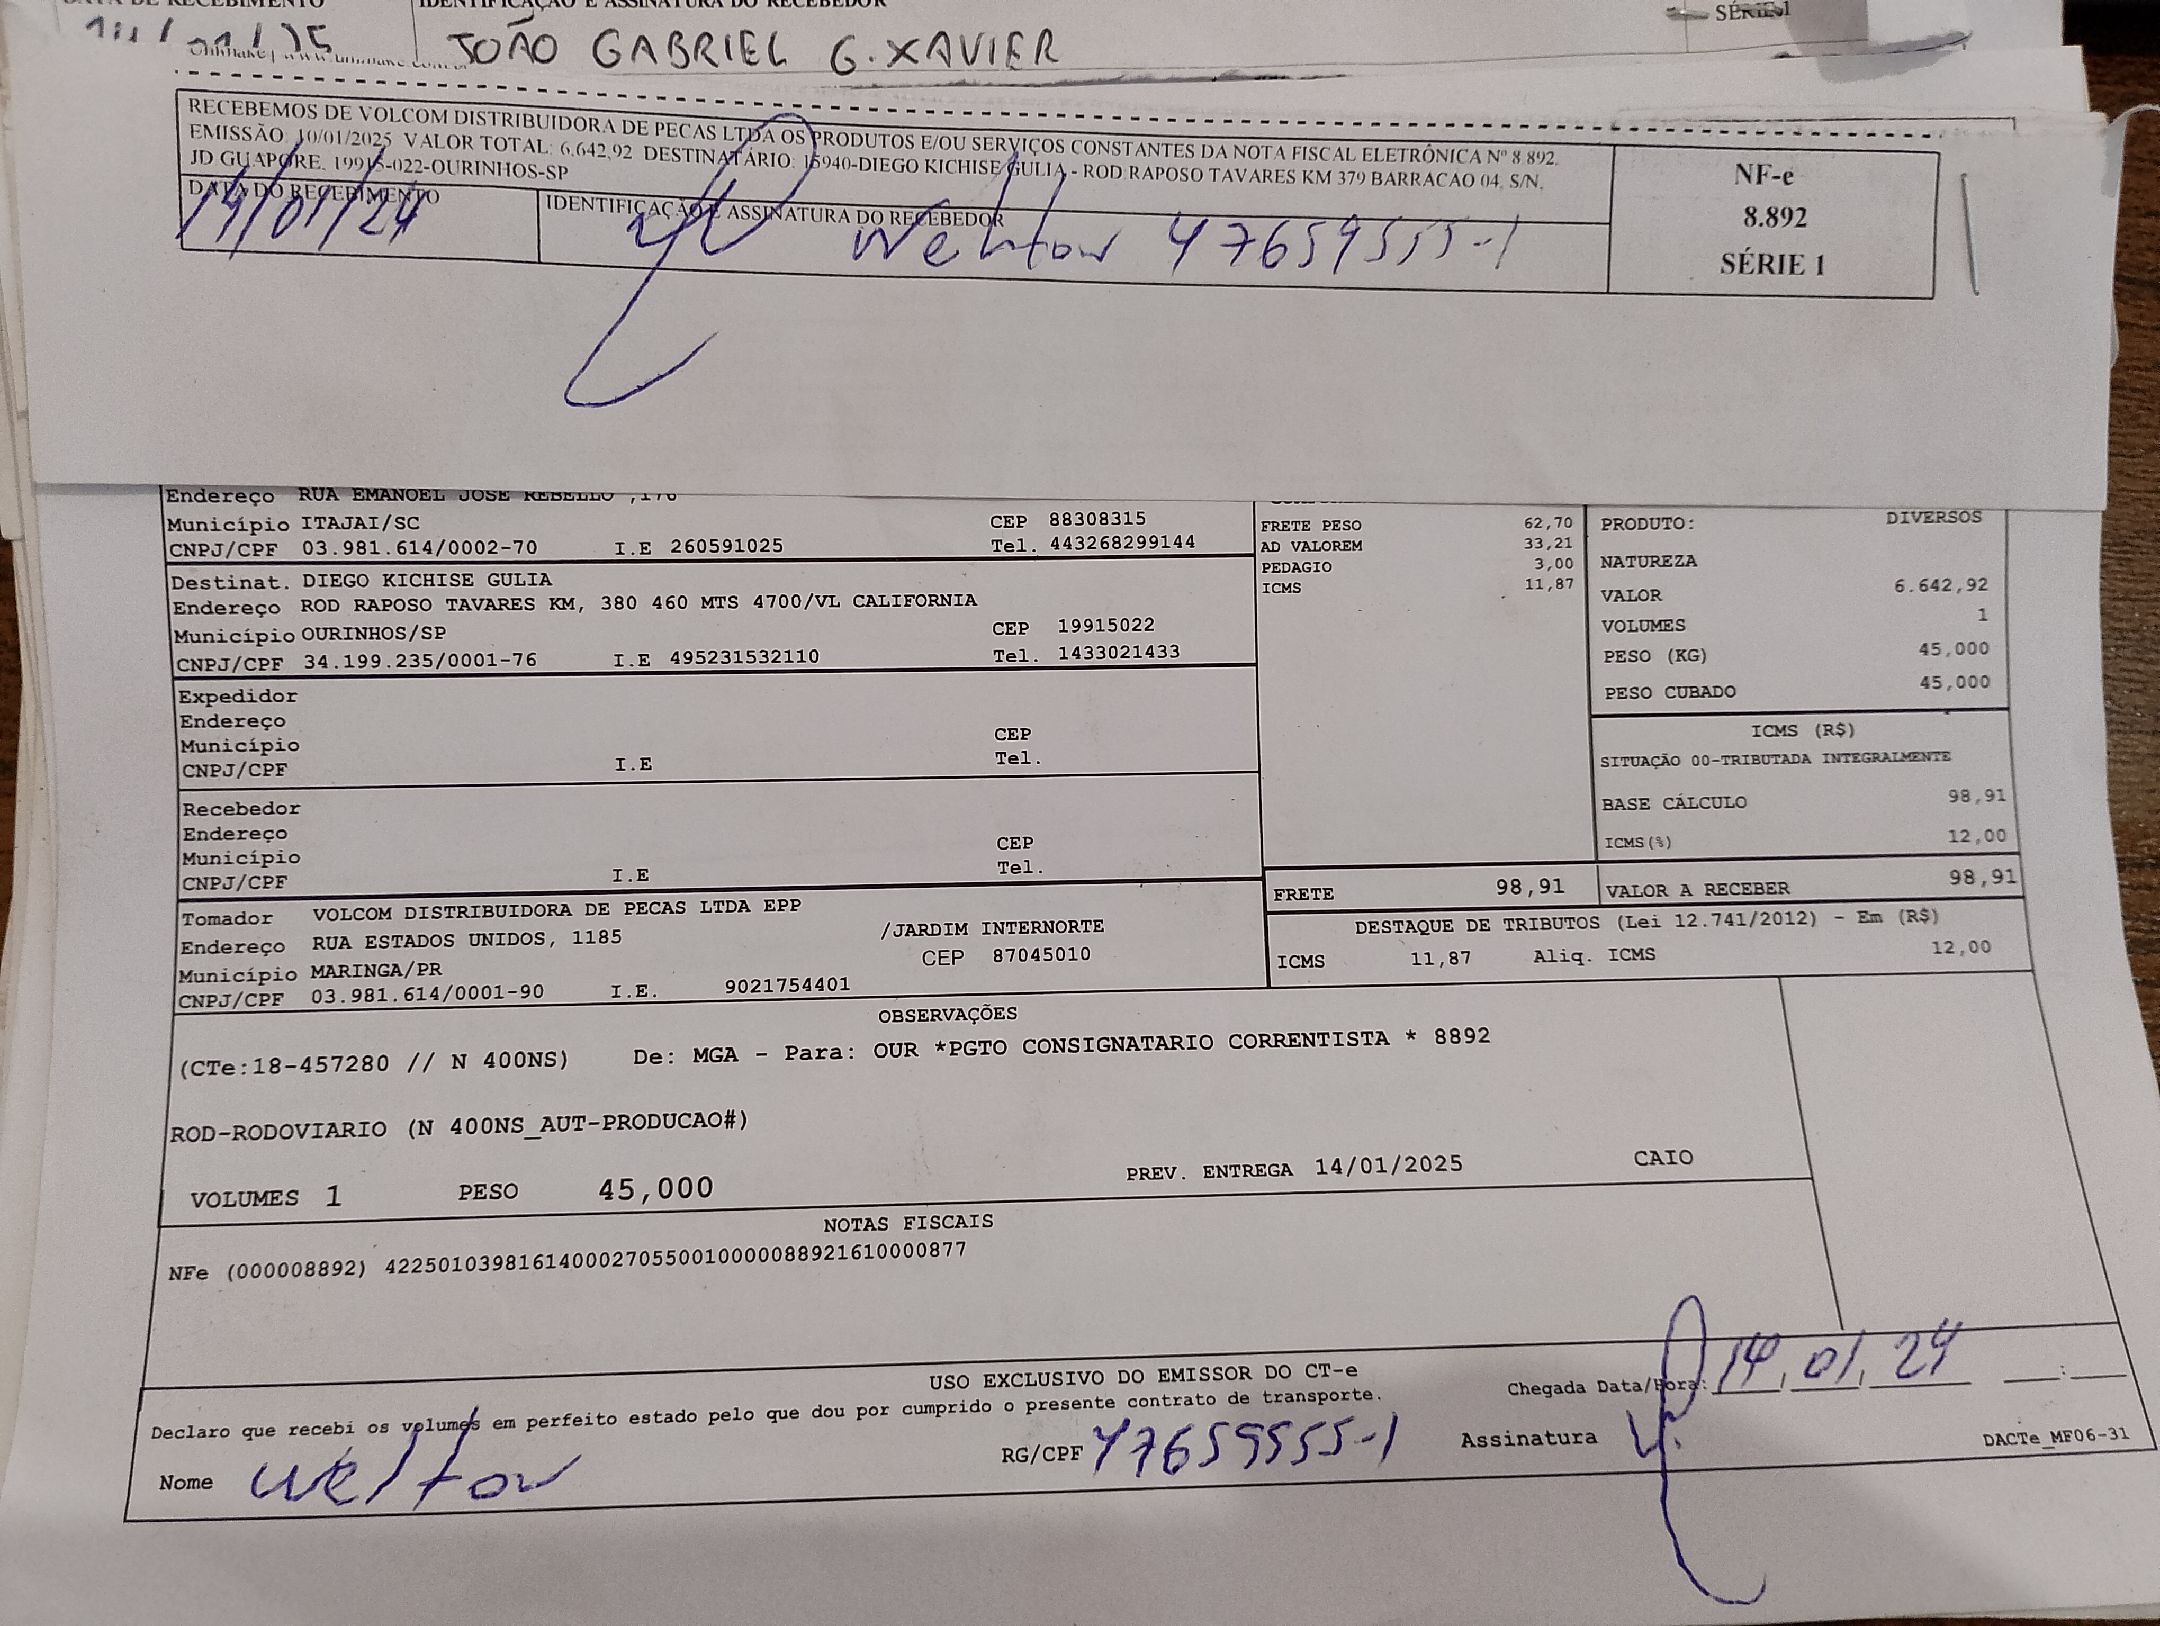 IDENTIFICAÇÃO E ASSINATURA DO RECEBEDOR
SÉRIE 1
JOÃO GABRIEL G. XAVIER
RECEBEMOS DE VOLCOM DISTRIBUIDORA DE PECAS LTDA OS PRODUTOS E/OU SERVIÇOS CONSTANTES DA NOTA FISCAL ELETRÔNICA Nº 8.892.
EMISSÃO: 10/01/2025 VALOR TOTAL: 6.642,92 DESTINATÁRIO: 15940-DIEGO KICHISE GULIA - ROD RAPOSO TAVARES KM 379 BARRACAO 04, S/N,
JD GUAPORE, 19915-022-OURINHOS-SP
NF-e
8.892
SÉRIE 1
DATA DO RECEBIMENTO
14/01/24
IDENTIFICAÇÃO E ASSINATURA DO RECEBEDOR
Welton 47659555-1
Endereço RUA EMANOEL JOSE REBELLO ,176
Município ITAJAI/SC CEP 88308315
CNPJ/CPF 03.981.614/0002-70 I.E 260591025 Tel. 443268299144
Destinat. DIEGO KICHISE GULIA
Endereço ROD RAPOSO TAVARES KM, 380 460 MTS 4700/VL CALIFORNIA
Município OURINHOS/SP CEP 19915022
CNPJ/CPF 34.199.235/0001-76 I.E 495231532110 Tel. 1433021433
Expedidor
Endereço
Município CEP
CNPJ/CPF I.E Tel.
Recebedor
Endereço
Município CEP
CNPJ/CPF I.E Tel.
Tomador VOLCOM DISTRIBUIDORA DE PECAS LTDA EPP
Endereço RUA ESTADOS UNIDOS, 1185 /JARDIM INTERNORTE
Município MARINGA/PR CEP 87045010
CNPJ/CPF 03.981.614/0001-90 I.E. 9021754401
FRETE PESO 62,70
AD VALOREM 33,21
PEDAGIO 3,00
ICMS 11,87
PRODUTO: DIVERSOS
NATUREZA
VALOR 6.642,92
VOLUMES 1
PESO (KG) 45,000
PESO CUBADO 45,000
ICMS (R$)
SITUAÇÃO 00-TRIBUTADA INTEGRALMENTE
BASE CÁLCULO 98,91
ICMS(%) 12,00
FRETE 98,91 VALOR A RECEBER 98,91
DESTAQUE DE TRIBUTOS (Lei 12.741/2012) - Em (R$)
ICMS 11,87 Aliq. ICMS 12,00
OBSERVAÇÕES
(CTe:18-457280 // N 400NS) De: MGA - Para: OUR *PGTO CONSIGNATARIO CORRENTISTA * 8892
ROD-RODOVIARIO (N 400NS_AUT-PRODUCAO#)
VOLUMES 1 PESO 45,000 PREV. ENTREGA 14/01/2025 CAIO
NOTAS FISCAIS
NFe (000008892) 42250103981614000270550010000088921610000877
USO EXCLUSIVO DO EMISSOR DO CT-e
Declaro que recebi os volumes em perfeito estado pelo que dou por cumprido o presente contrato de transporte.
Chegada Data/Hora: 14, 01, 24 :
Nome Welton RG/CPF 47659555-1 Assinatura
DACTe_MF06-31